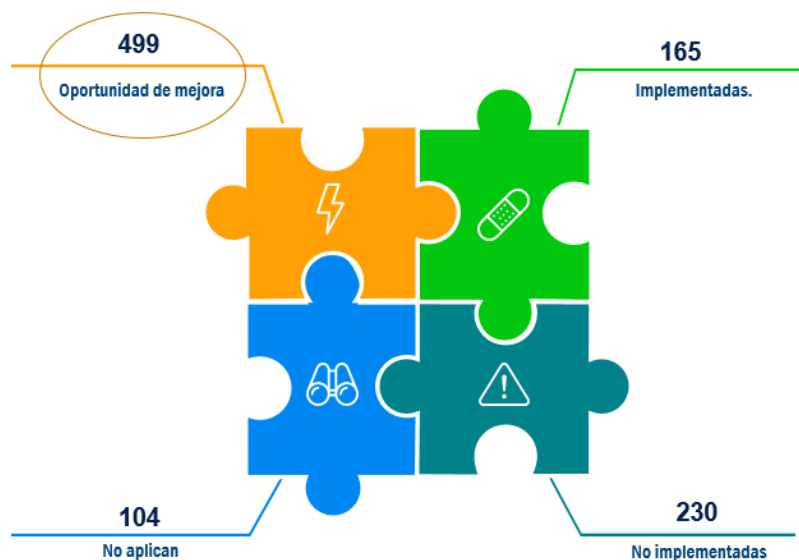 499
Oportunidad de mejora
165
Implementadas.
104
No aplican
230
No implementadas